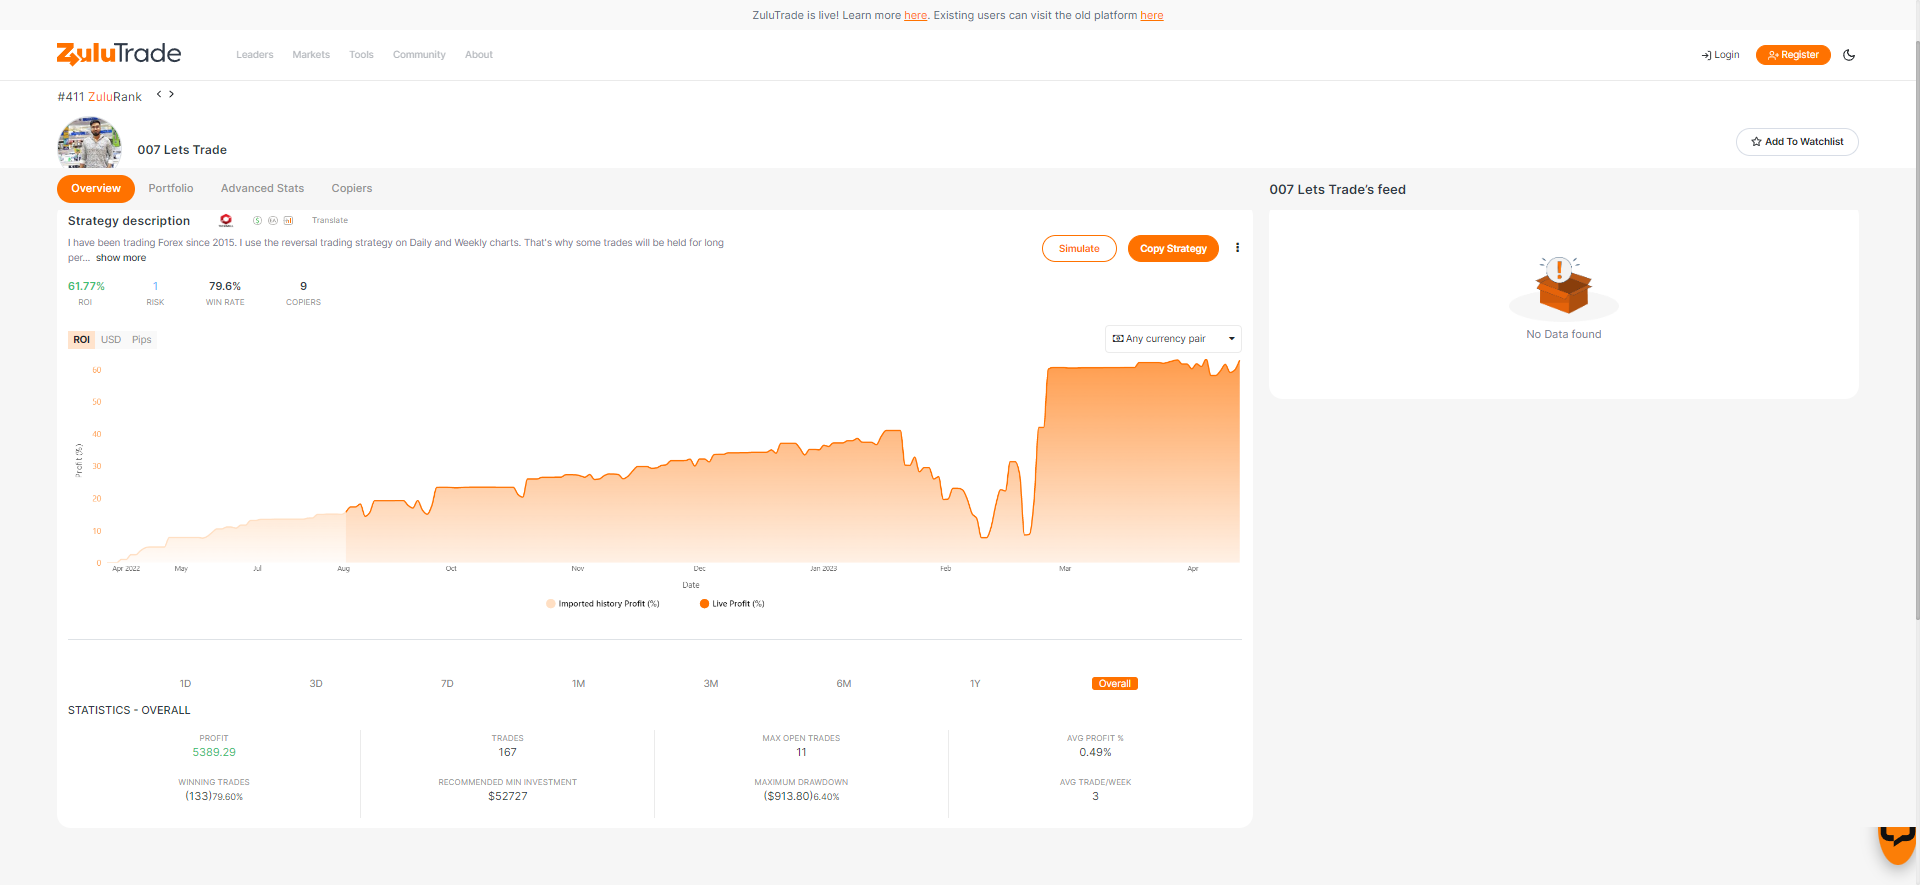 ZuluTrade is live! Learn more here. Existing users can visit the old platform here
ZuluTrade
Leaders Markets Tools Community About
Login Register
#411 ZuluRank < >
007 Lets Trade
Add To Watchlist
Overview Portfolio Advanced Stats Copiers
007 Lets Trade's feed
Strategy description Translate
I have been trading Forex since 2015. I use the reversal trading strategy on Daily and Weekly charts. That's why some trades will be held for long
per... show more
Simulate Copy Strategy
61.77% 1 79.6% 9
ROI RISK WIN RATE COPIERS
No Data found
ROI USD Pips
Any currency pair
60
50
40
30
20
10
0
Profit (%)
Apr 2022 May Jul Aug Oct Nov Dec Jan 2023 Feb Mar Apr
Date
Imported history Profit (%) Live Profit (%)
1D 3D 7D 1M 3M 6M 1Y Overall
STATISTICS - OVERALL
PROFIT TRADES MAX OPEN TRADES AVG PROFIT %
5389.29 167 11 0.49%
WINNING TRADES RECOMMENDED MIN INVESTMENT MAXIMUM DRAWDOWN AVG TRADE/WEEK
(133)79.60% $52727 ($913.80)6.40% 3